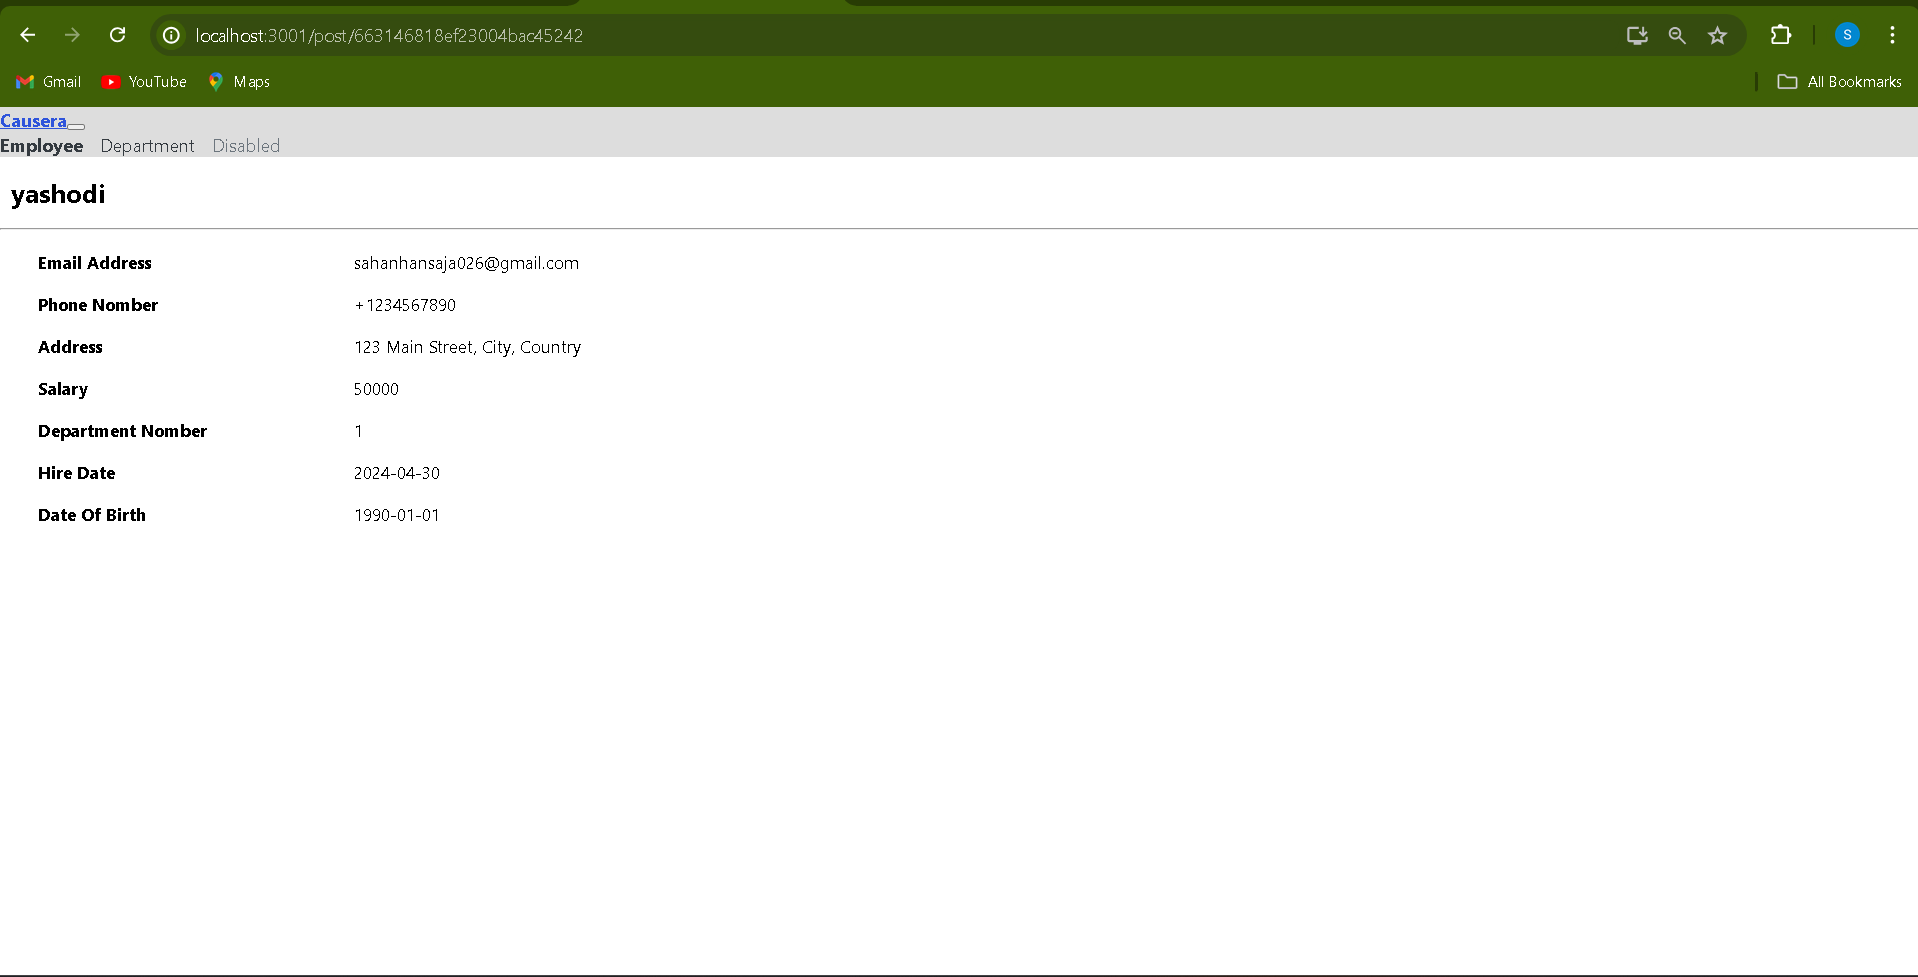 localhost:3001/post/663146818ef23004bac45242
S
Gmail YouTube Maps All Bookmarks
Causera
Employee Department Disabled
yashodi
Email Address sahanhansaja026@gmail.com
Phone Nomber +1234567890
Address 123 Main Street, City, Country
Salary 50000
Department Nomber 1
Hire Date 2024-04-30
Date Of Birth 1990-01-01